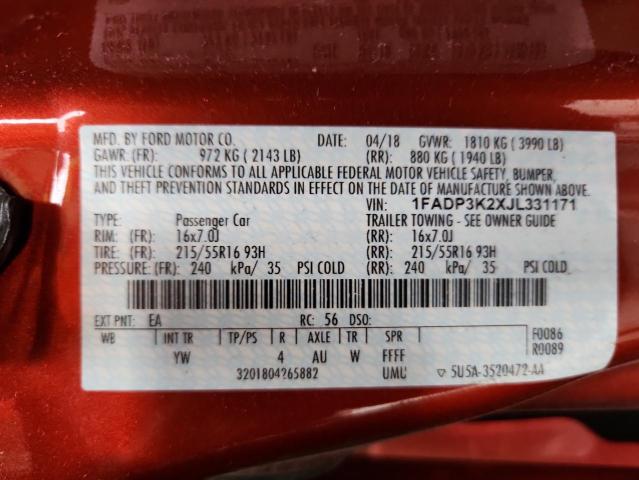 MFD. BY FORD MOTOR CO. DATE: 04/18 GVWR: 1810 KG ( 3990 LB)
GAWR: (FR): 972 KG ( 2143 LB) (RR): 880 KG ( 1940 LB)
THIS VEHICLE CONFORMS TO ALL APPLICABLE FEDERAL MOTOR VEHICLE SAFETY, BUMPER,
AND THEFT PREVENTION STANDARDS IN EFFECT ON THE DATE OF MANUFACTURE SHOWN ABOVE.
VIN: 1FADP3K2XJL331171
TYPE: Passenger Car TRAILER TOWING - SEE OWNER GUIDE
RIM: (FR) 16x7.0J (RR): 16x7.0J
TIRE: (FR): 215/55R16 93H (RR): 215/55R16 93H
PRESSURE: (FR): 240 kPa/ 35 PSI COLD (RR): 240 kPa/ 35 PSI COLD
EXT PNT: EA RC: 56 DSO:
WB INT TR TP/PS R AXLE TR SPR F0086
YW 4 AU W FFFF R0089
3201804265882 UMU ▽ 5U5A-3520472-AA